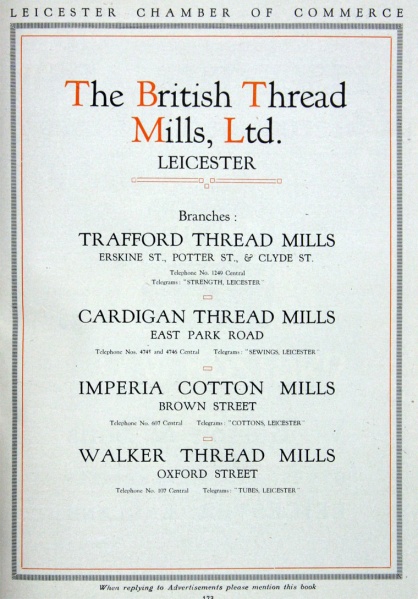 LEICESTER CHAMBER OF COMMERCE
The British Thread
Mills, Ltd.
LEICESTER
Branches :
TRAFFORD THREAD MILLS
ERSKINE ST., POTTER ST., & CLYDE ST.
Telephone No. 1249 Central
Telegrams: "STRENGTH, LEICESTER"
CARDIGAN THREAD MILLS
EAST PARK ROAD
Telephone Nos. 4745 and 4746 Central Telegrams: "SEWINGS, LEICESTER"
IMPERIA COTTON MILLS
BROWN STREET
Telephone No. 607 Central Telegrams: "COTTONS, LEICESTER"
WALKER THREAD MILLS
OXFORD STREET
Telephone No. 107 Central Telegrams: "TUBES, LEICESTER"
When replying to Advertisements please mention this book
173